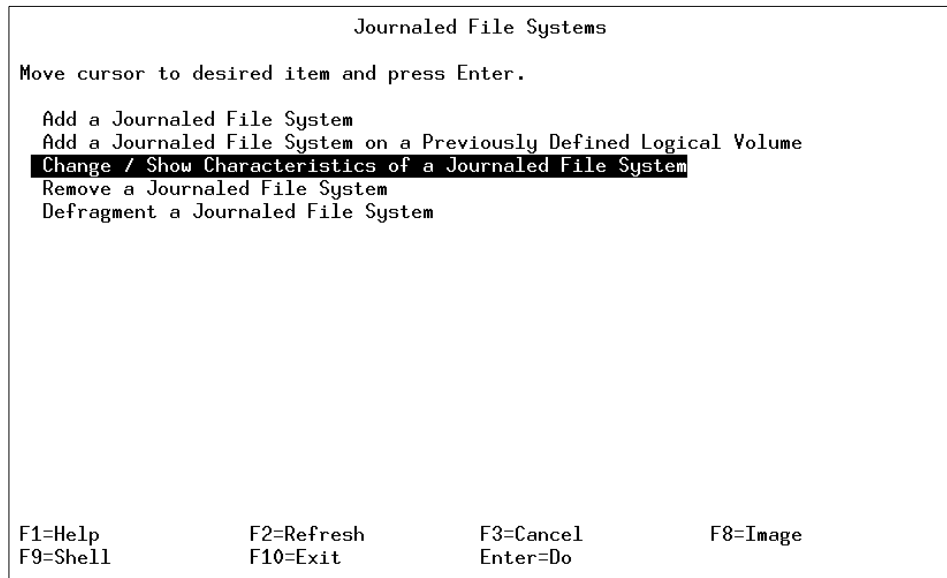 Journaled File Systems
Move cursor to desired item and press Enter.
Add a Journaled File System
Add a Journaled File System on a Previously Defined Logical Volume
Change / Show Characteristics of a Journaled File System
Remove a Journaled File System
Defragment a Journaled File System
F1=Help F2=Refresh F3=Cancel F8=Image
F9=Shell F10=Exit Enter=Do